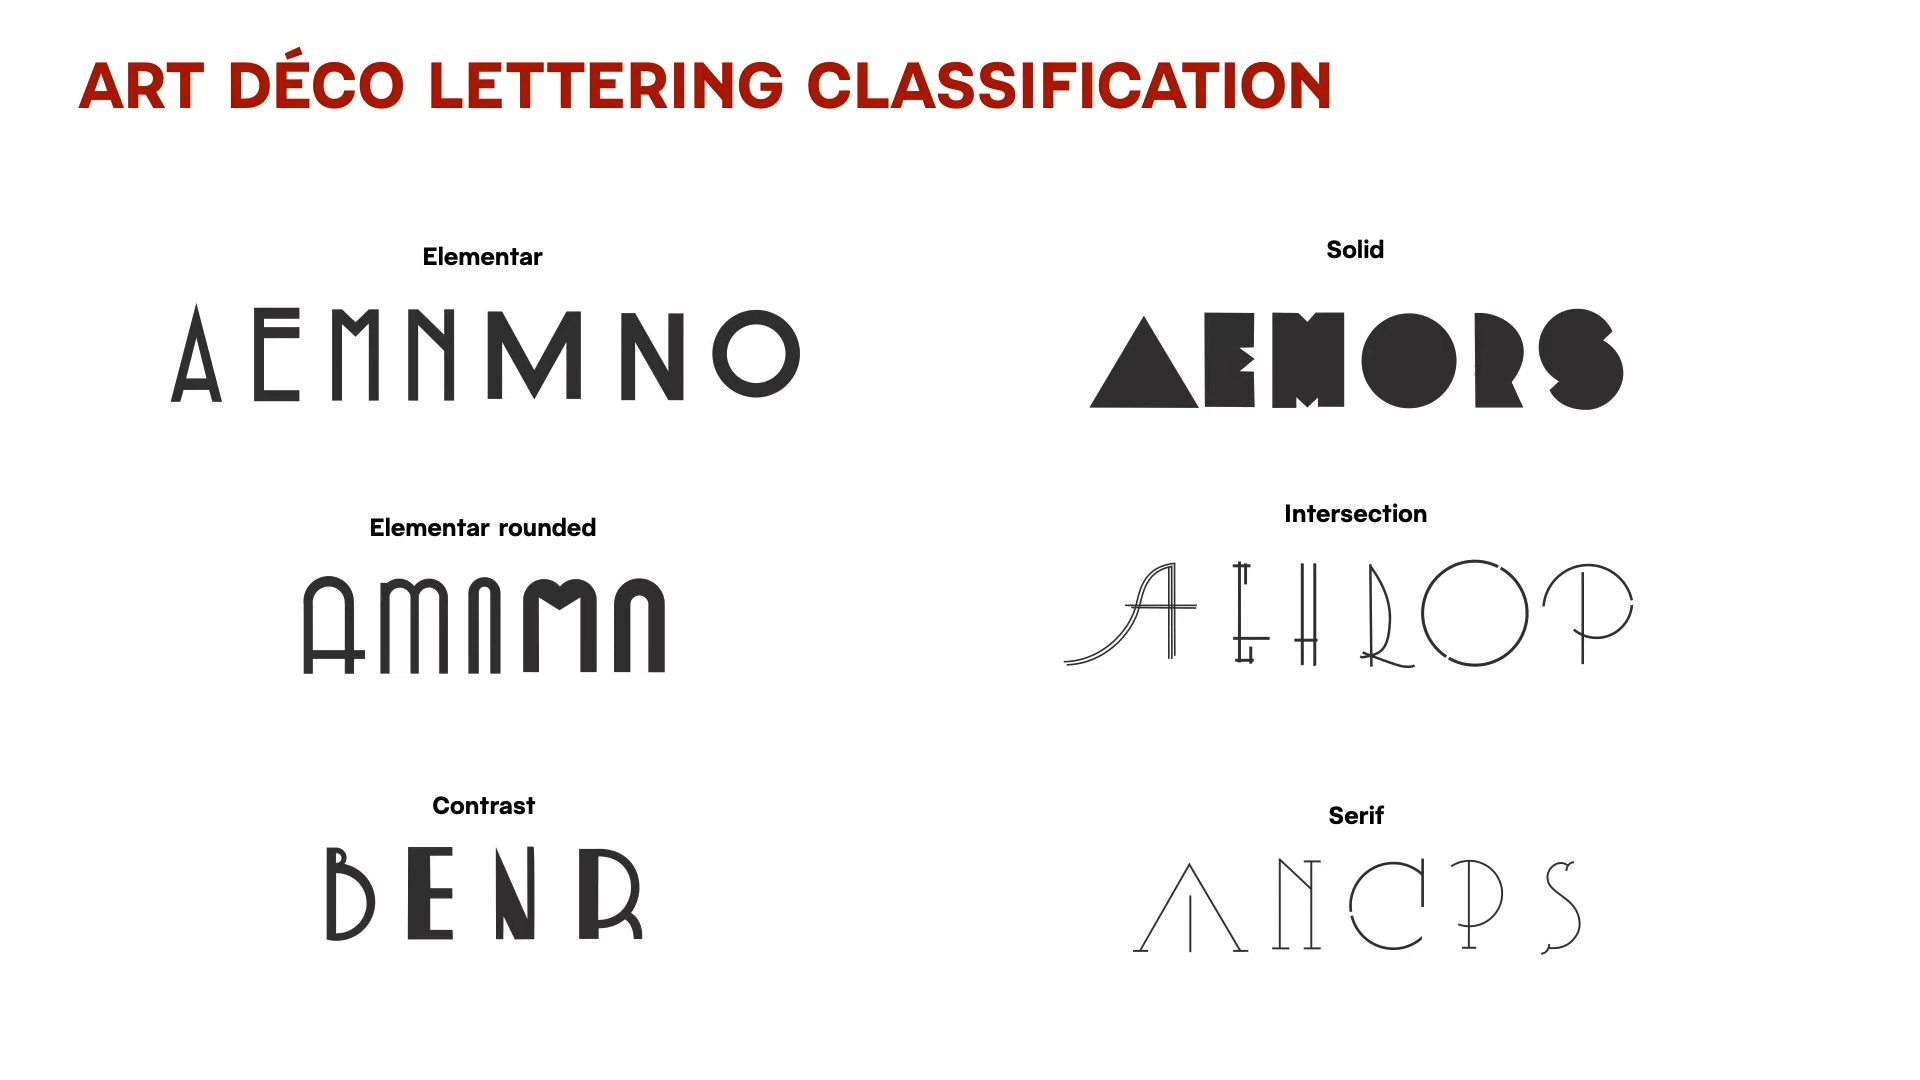 ART DÉCO LETTERING CLASSIFICATION
Elementar
AEMNMNO
Elementar rounded
AMNMN
Contrast
BENR
Solid
AEMORS
Intersection
AEHROP
Serif
ANCPS